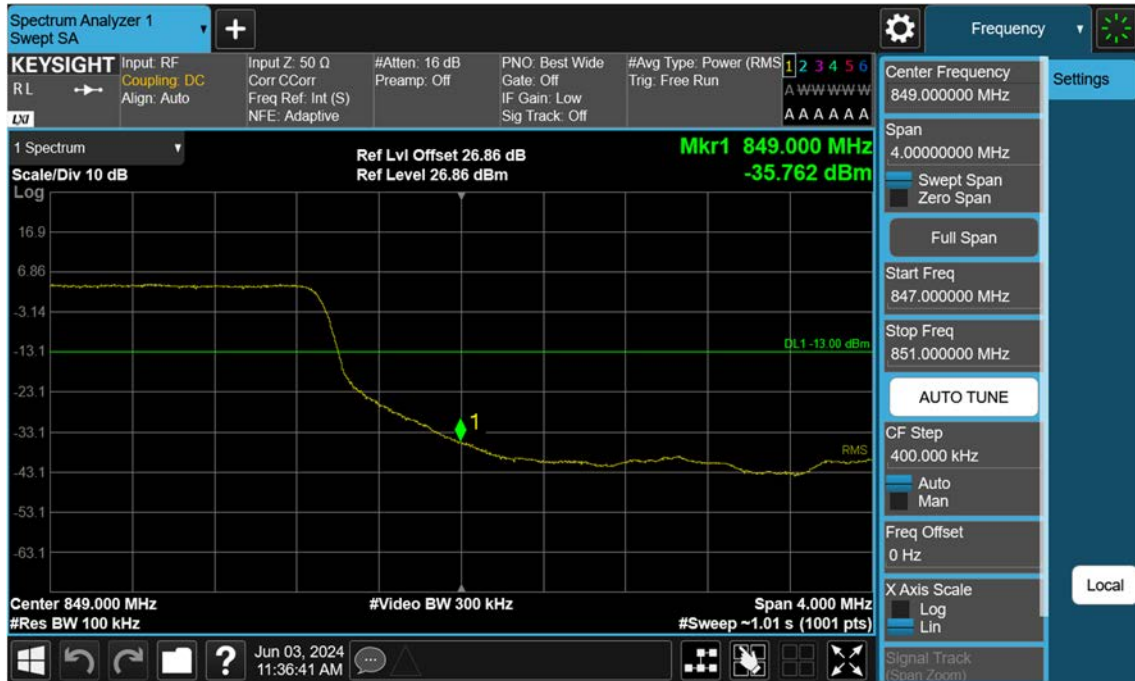 Spectrum Analyzer 1
Swept SA
Frequency
KEYSIGHT
RL
LXI
Input: RF
Coupling: DC
Align: Auto
Input Z: 50 Ω
Corr CCorr
Freq Ref: Int (S)
NFE: Adaptive
#Atten: 16 dB
Preamp: Off
PNO: Best Wide
Gate: Off
IF Gain: Low
Sig Track: Off
#Avg Type: Power (RMS
Trig: Free Run
1 2 3 4 5 6
A W W W W W
A A A A A A
1 Spectrum
Scale/Div 10 dB
Ref Lvl Offset 26.86 dB
Ref Level 26.86 dBm
Mkr1 849.000 MHz
-35.762 dBm
Log
16.9
6.86
-3.14
-13.1
-23.1
-33.1
-43.1
-53.1
-63.1
DL1 -13.00 dBm
1
RMS
Center 849.000 MHz
#Res BW 100 kHz
#Video BW 300 kHz
Span 4.000 MHz
#Sweep ~1.01 s (1001 pts)
Center Frequency
849.000000 MHz
Settings
Span
4.00000000 MHz
Swept Span
Zero Span
Full Span
Start Freq
847.000000 MHz
Stop Freq
851.000000 MHz
AUTO TUNE
CF Step
400.000 kHz
Auto
Man
Freq Offset
0 Hz
X Axis Scale
Log
Lin
Local
Signal Track
(Span Zoom)
?
Jun 03, 2024
11:36:41 AM